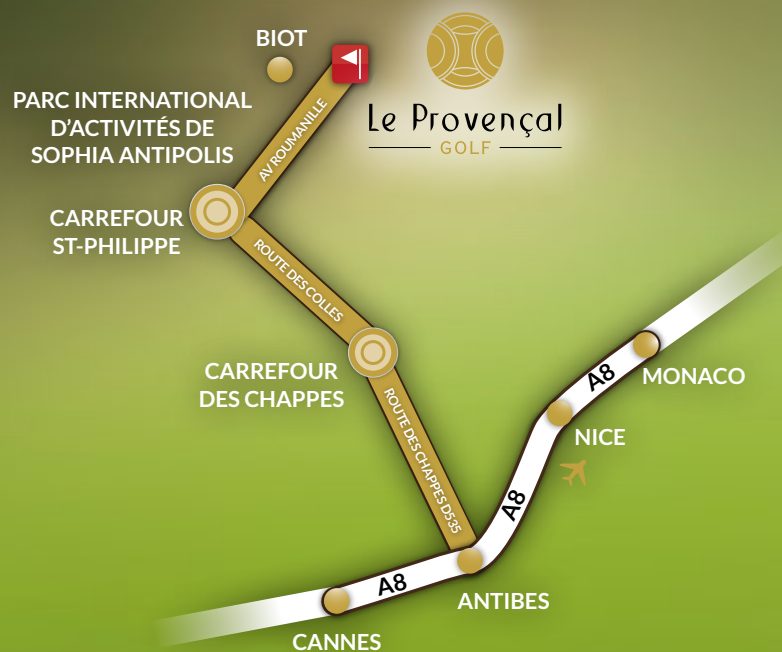 BIOT
Le Provençal
GOLF
PARC INTERNATIONAL
D'ACTIVITÉS DE
SOPHIA ANTIPOLIS
AV ROUMANILLE
CARREFOUR
ST-PHILIPPE
ROUTE DES COLLES
CARREFOUR
DES CHAPPES
ROUTE DES CHAPPES D535
A8
MONACO
NICE
A8
A8
ANTIBES
CANNES